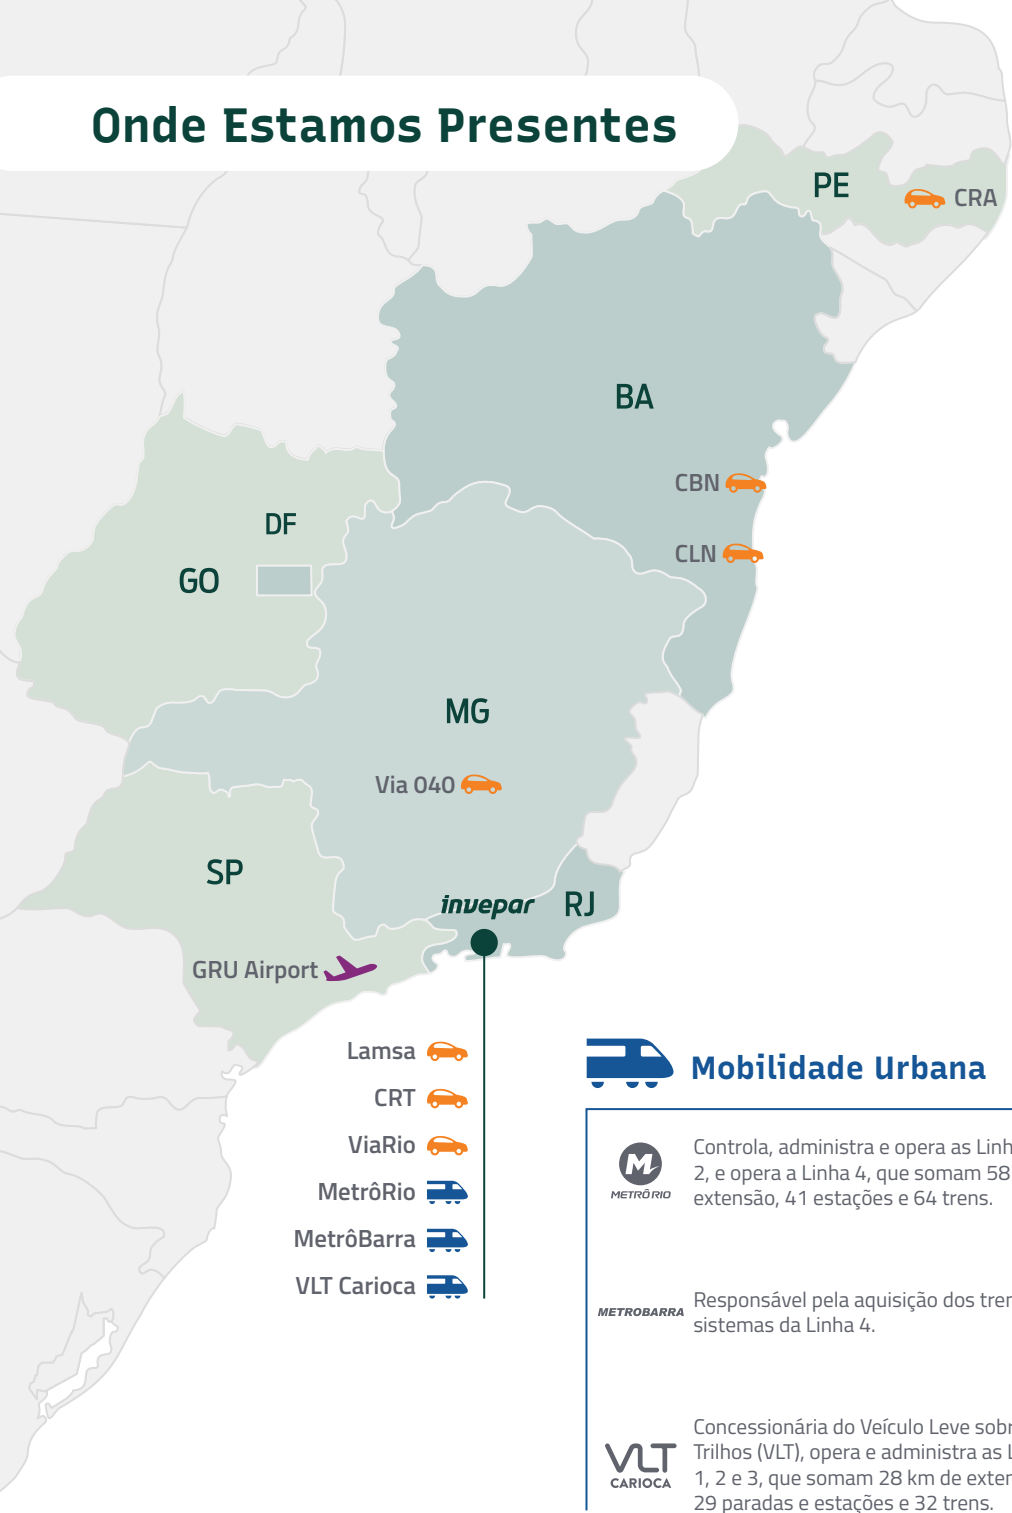 Onde Estamos Presentes
PE
CRA
BA
CBN
CLN
DF
GO
MG
Via 040
SP
invepar
RJ
GRU Airport
Lamsa
CRT
ViaRio
MetrôRio
MetrôBarra
VLT Carioca
Mobilidade Urbana
METRÔ RIO
Controla, administra e opera as
2, e opera a Linha 4, que somam 58
extensão, 41 estações e 64 trens.
METROBARRA
Responsável pela aquisição dos
sistemas da Linha 4.
VLT
CARIOCA
Concessionária do Veículo Leve
Trilhos (VLT), opera e administra as
1, 2 e 3, que somam 28 km de
29 paradas e estações e 32 trens.